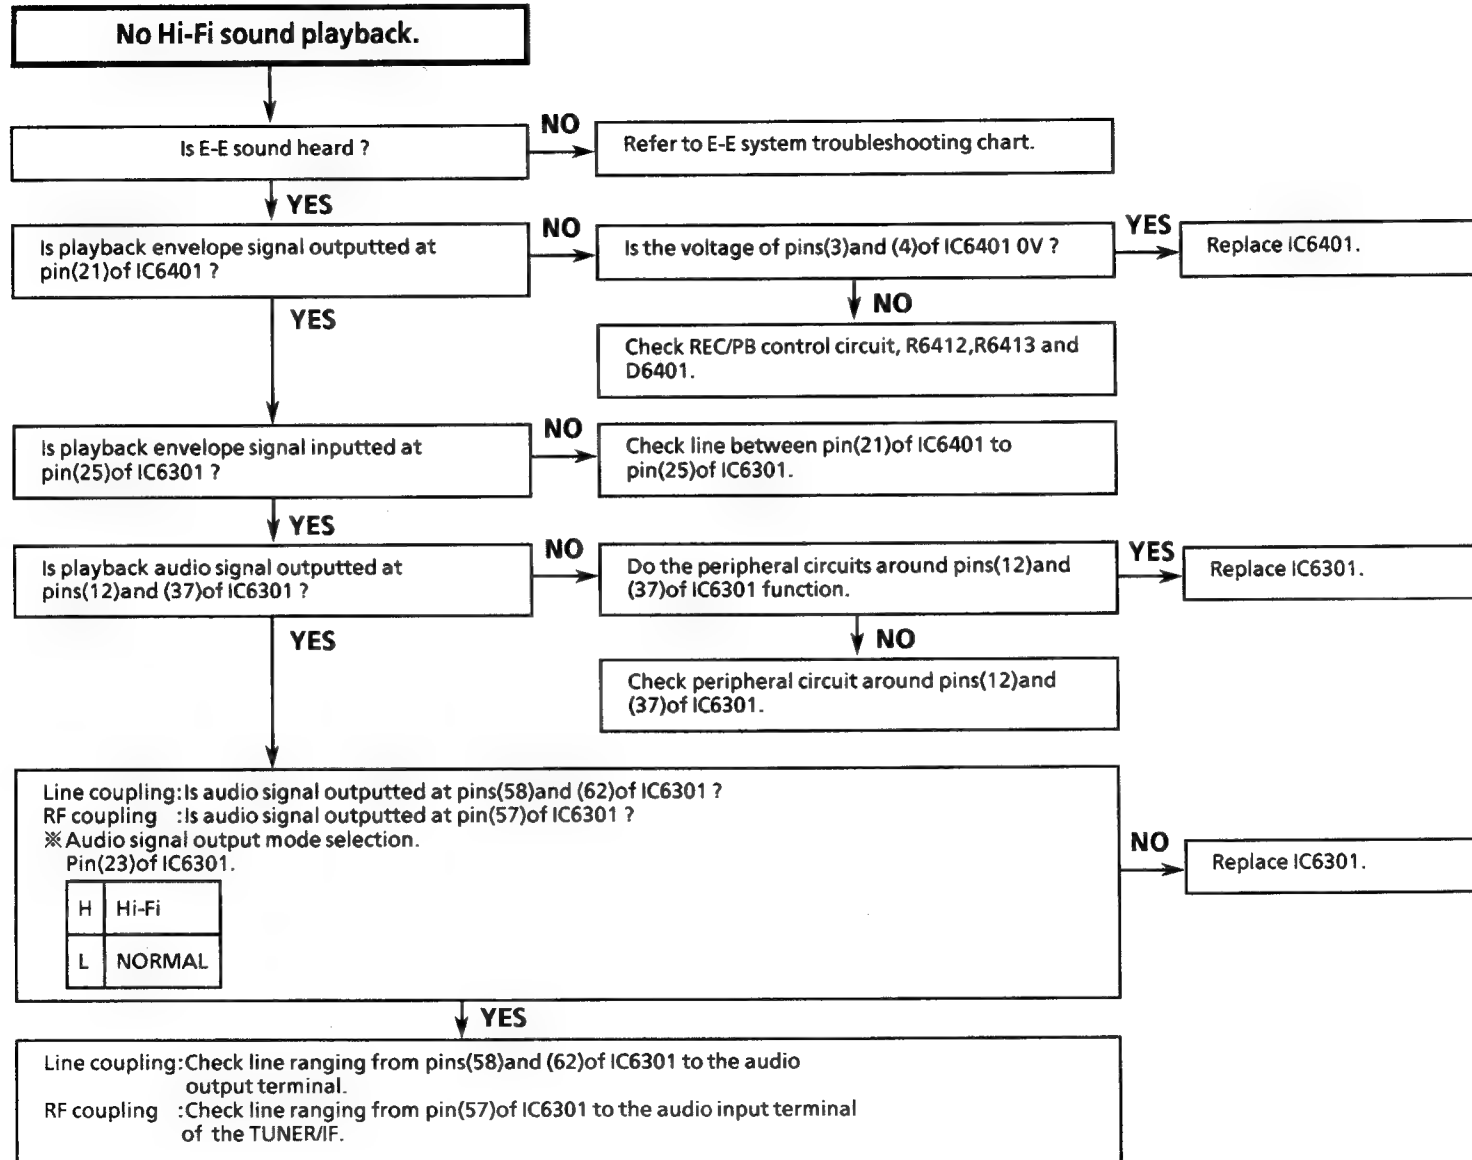 No Hi-Fi sound playback.
Is E-E sound heard ?
NO
Refer to E-E system troubleshooting chart.
YES
Is playback envelope signal outputted at
pin(21)of IC6401 ?
NO
Is the voltage of pins(3)and (4)of IC6401 0V ?
YES
Replace IC6401.
NO
Check REC/PB control circuit, R6412,R6413 and
D6401.
YES
Is playback envelope signal inputted at
pin(25)of IC6301 ?
NO
Check line between pin(21)of IC6401 to
pin(25)of IC6301.
YES
Is playback audio signal outputted at
pins(12)and (37)of IC6301 ?
NO
Do the peripheral circuits around pins(12)and
(37)of IC6301 function.
YES
Replace IC6301.
NO
Check peripheral circuit around pins(12)and
(37)of IC6301.
YES
Line coupling:Is audio signal outputted at pins(58)and (62)of IC6301 ?
RF coupling :Is audio signal outputted at pin(57)of IC6301 ?
※Audio signal output mode selection.
Pin(23)of IC6301.
H Hi-Fi
L NORMAL
NO
Replace IC6301.
YES
Line coupling:Check line ranging from pins(58)and (62)of IC6301 to the audio
output terminal.
RF coupling :Check line ranging from pin(57)of IC6301 to the audio input terminal
of the TUNER/IF.